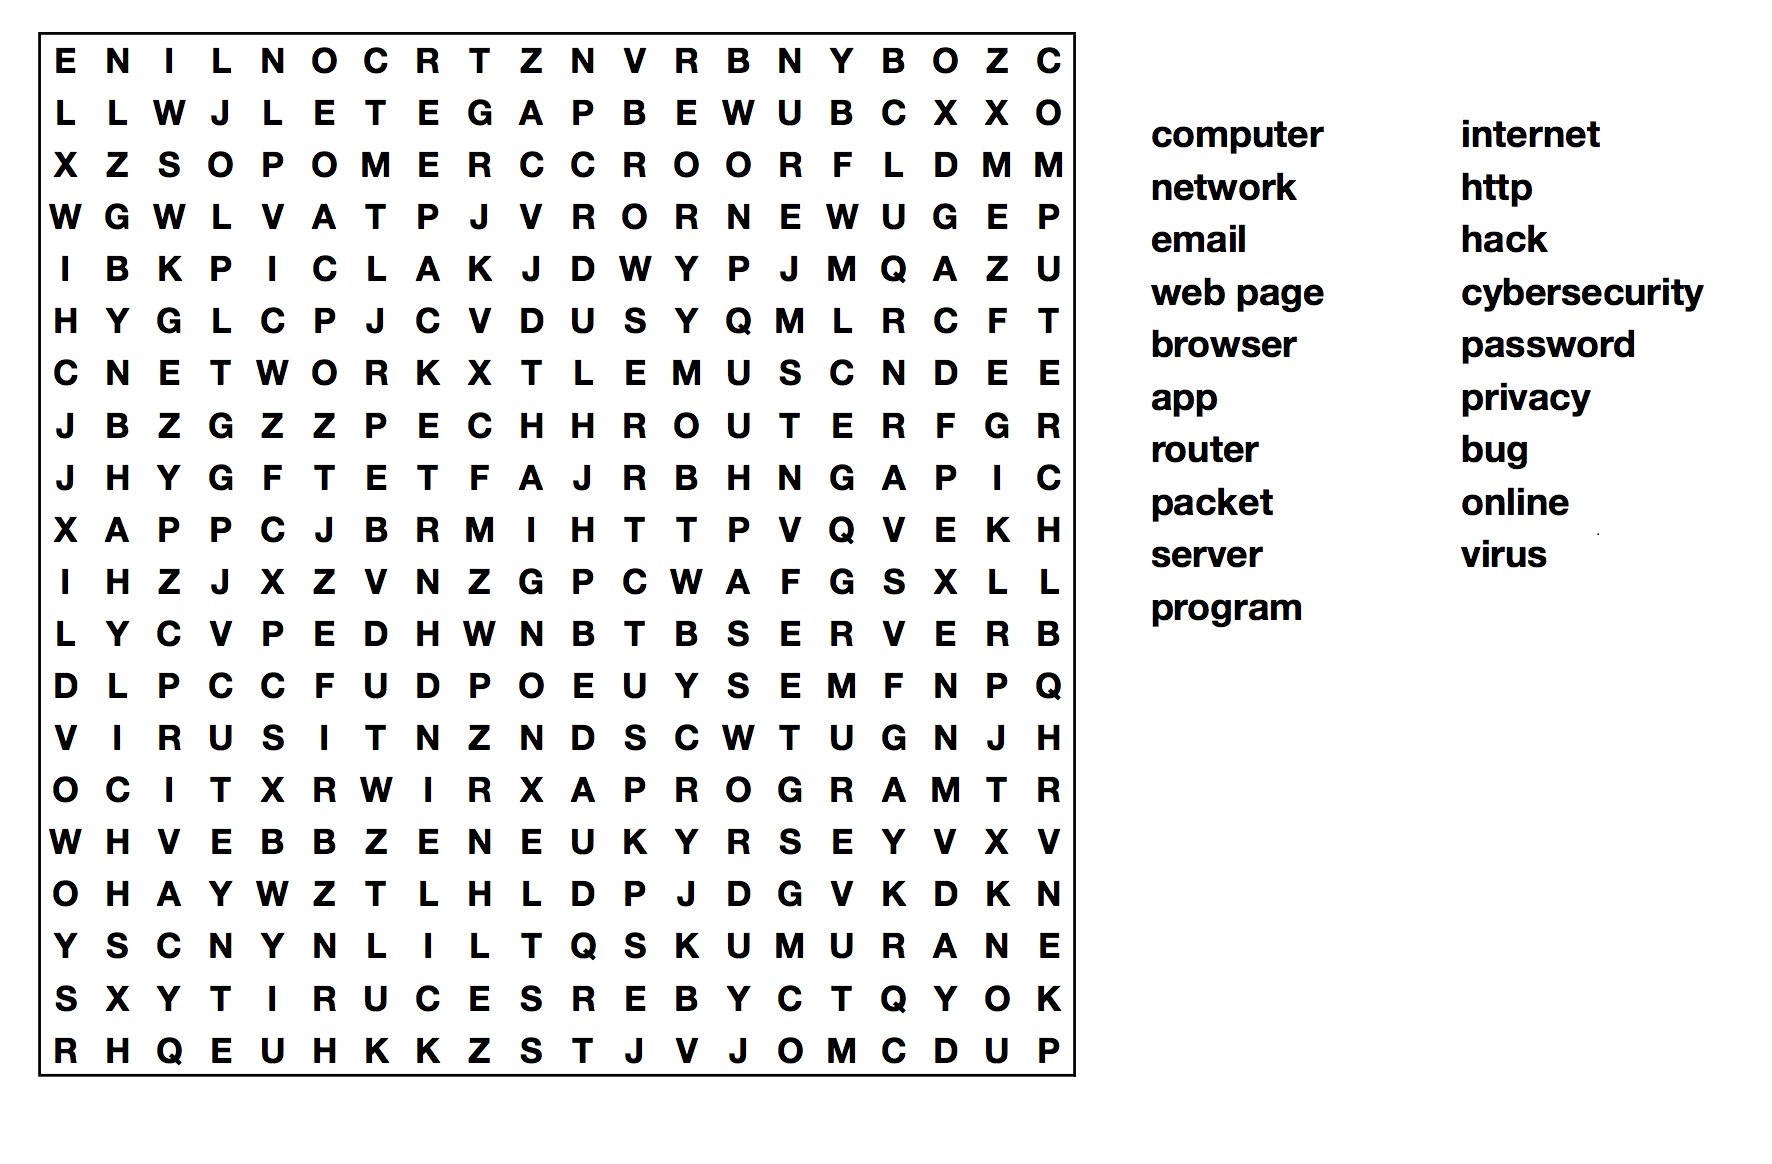 E N I L N O C R T Z N V R B N Y B O Z C
L L W J L E T E G A P B E W U B C X X O
X Z S O P O M E R C C R O O R F L D M M
W G W L V A T P J V R O R N E W U G E P
I B K P I C L A K J D W Y P J M Q A Z U
H Y G L C P J C V D U S Y Q M L R C F T
C N E T W O R K X T L E M U S C N D E E
J B Z G Z Z P E C H H R O U T E R F G R
J H Y G F T E T F A J R B H N G A P I C
X A P P C J B R M I H T T P V Q V E K H
I H Z J X Z V N Z G P C W A F G S X L L
L Y C V P E D H W N B T B S E R V E R B
D L P C C F U D P O E U Y S E M F N P Q
V I R U S I T N Z N D S C W T U G N J H
O C I T X R W I R X A P R O G R A M T R
W H V E B B Z E N E U K Y R S E Y V X V
O H A Y W Z T L H L D P J D G V K D K N
Y S C N Y N L I L T Q S K U M U R A N E
S X Y T I R U C E S R E B Y C T Q Y O K
R H Q E U H K K Z S T J V J O M C D U P
computer
network
email
web page
browser
app
router
packet
server
program
internet
http
hack
cybersecurity
password
privacy
bug
online
virus